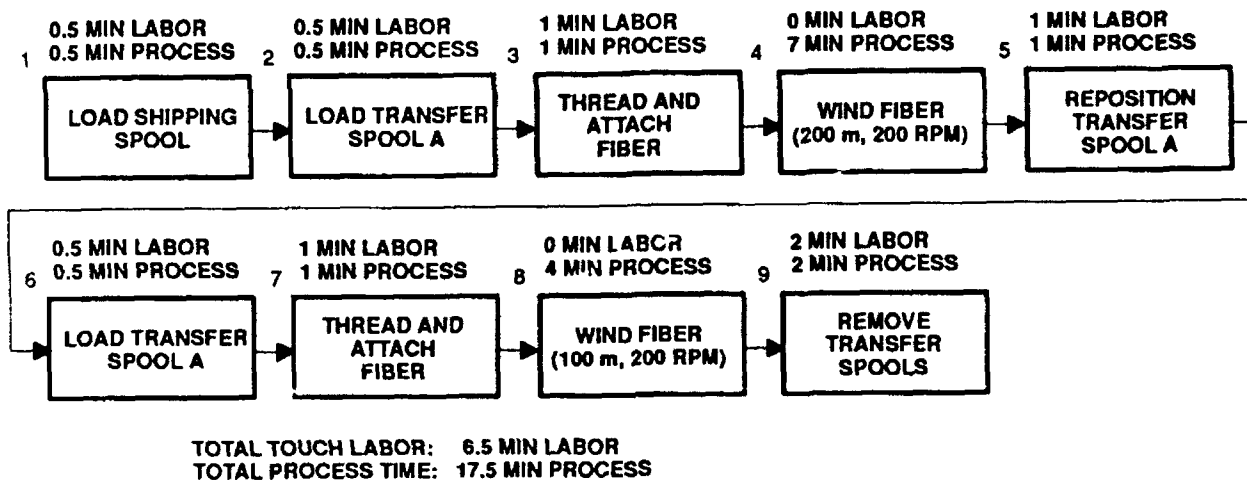 0.5 MIN LABOR
0.5 MIN PROCESS
1
LOAD SHIPPING
SPOOL
0.5 MIN LABOR
0.5 MIN PROCESS
2
LOAD TRANSFER
SPOOL A
1 MIN LABOR
1 MIN PROCESS
3
THREAD AND
ATTACH
FIBER
0 MIN LABOR
7 MIN PROCESS
4
WIND FIBER
(200 m, 200 RPM)
1 MIN LABOR
1 MIN PROCESS
5
REPOSITION
TRANSFER
SPOOL A
0.5 MIN LABOR
0.5 MIN PROCESS
6
LOAD TRANSFER
SPOOL A
1 MIN LABOR
1 MIN PROCESS
7
THREAD AND
ATTACH
FIBER
0 MIN LABOR
4 MIN PROCESS
8
WIND FIBER
(100 m, 200 RPM)
2 MIN LABOR
2 MIN PROCESS
9
REMOVE
TRANSFER
SPOOLS
TOTAL TOUCH LABOR: 6.5 MIN LABOR
TOTAL PROCESS TIME: 17.5 MIN PROCESS